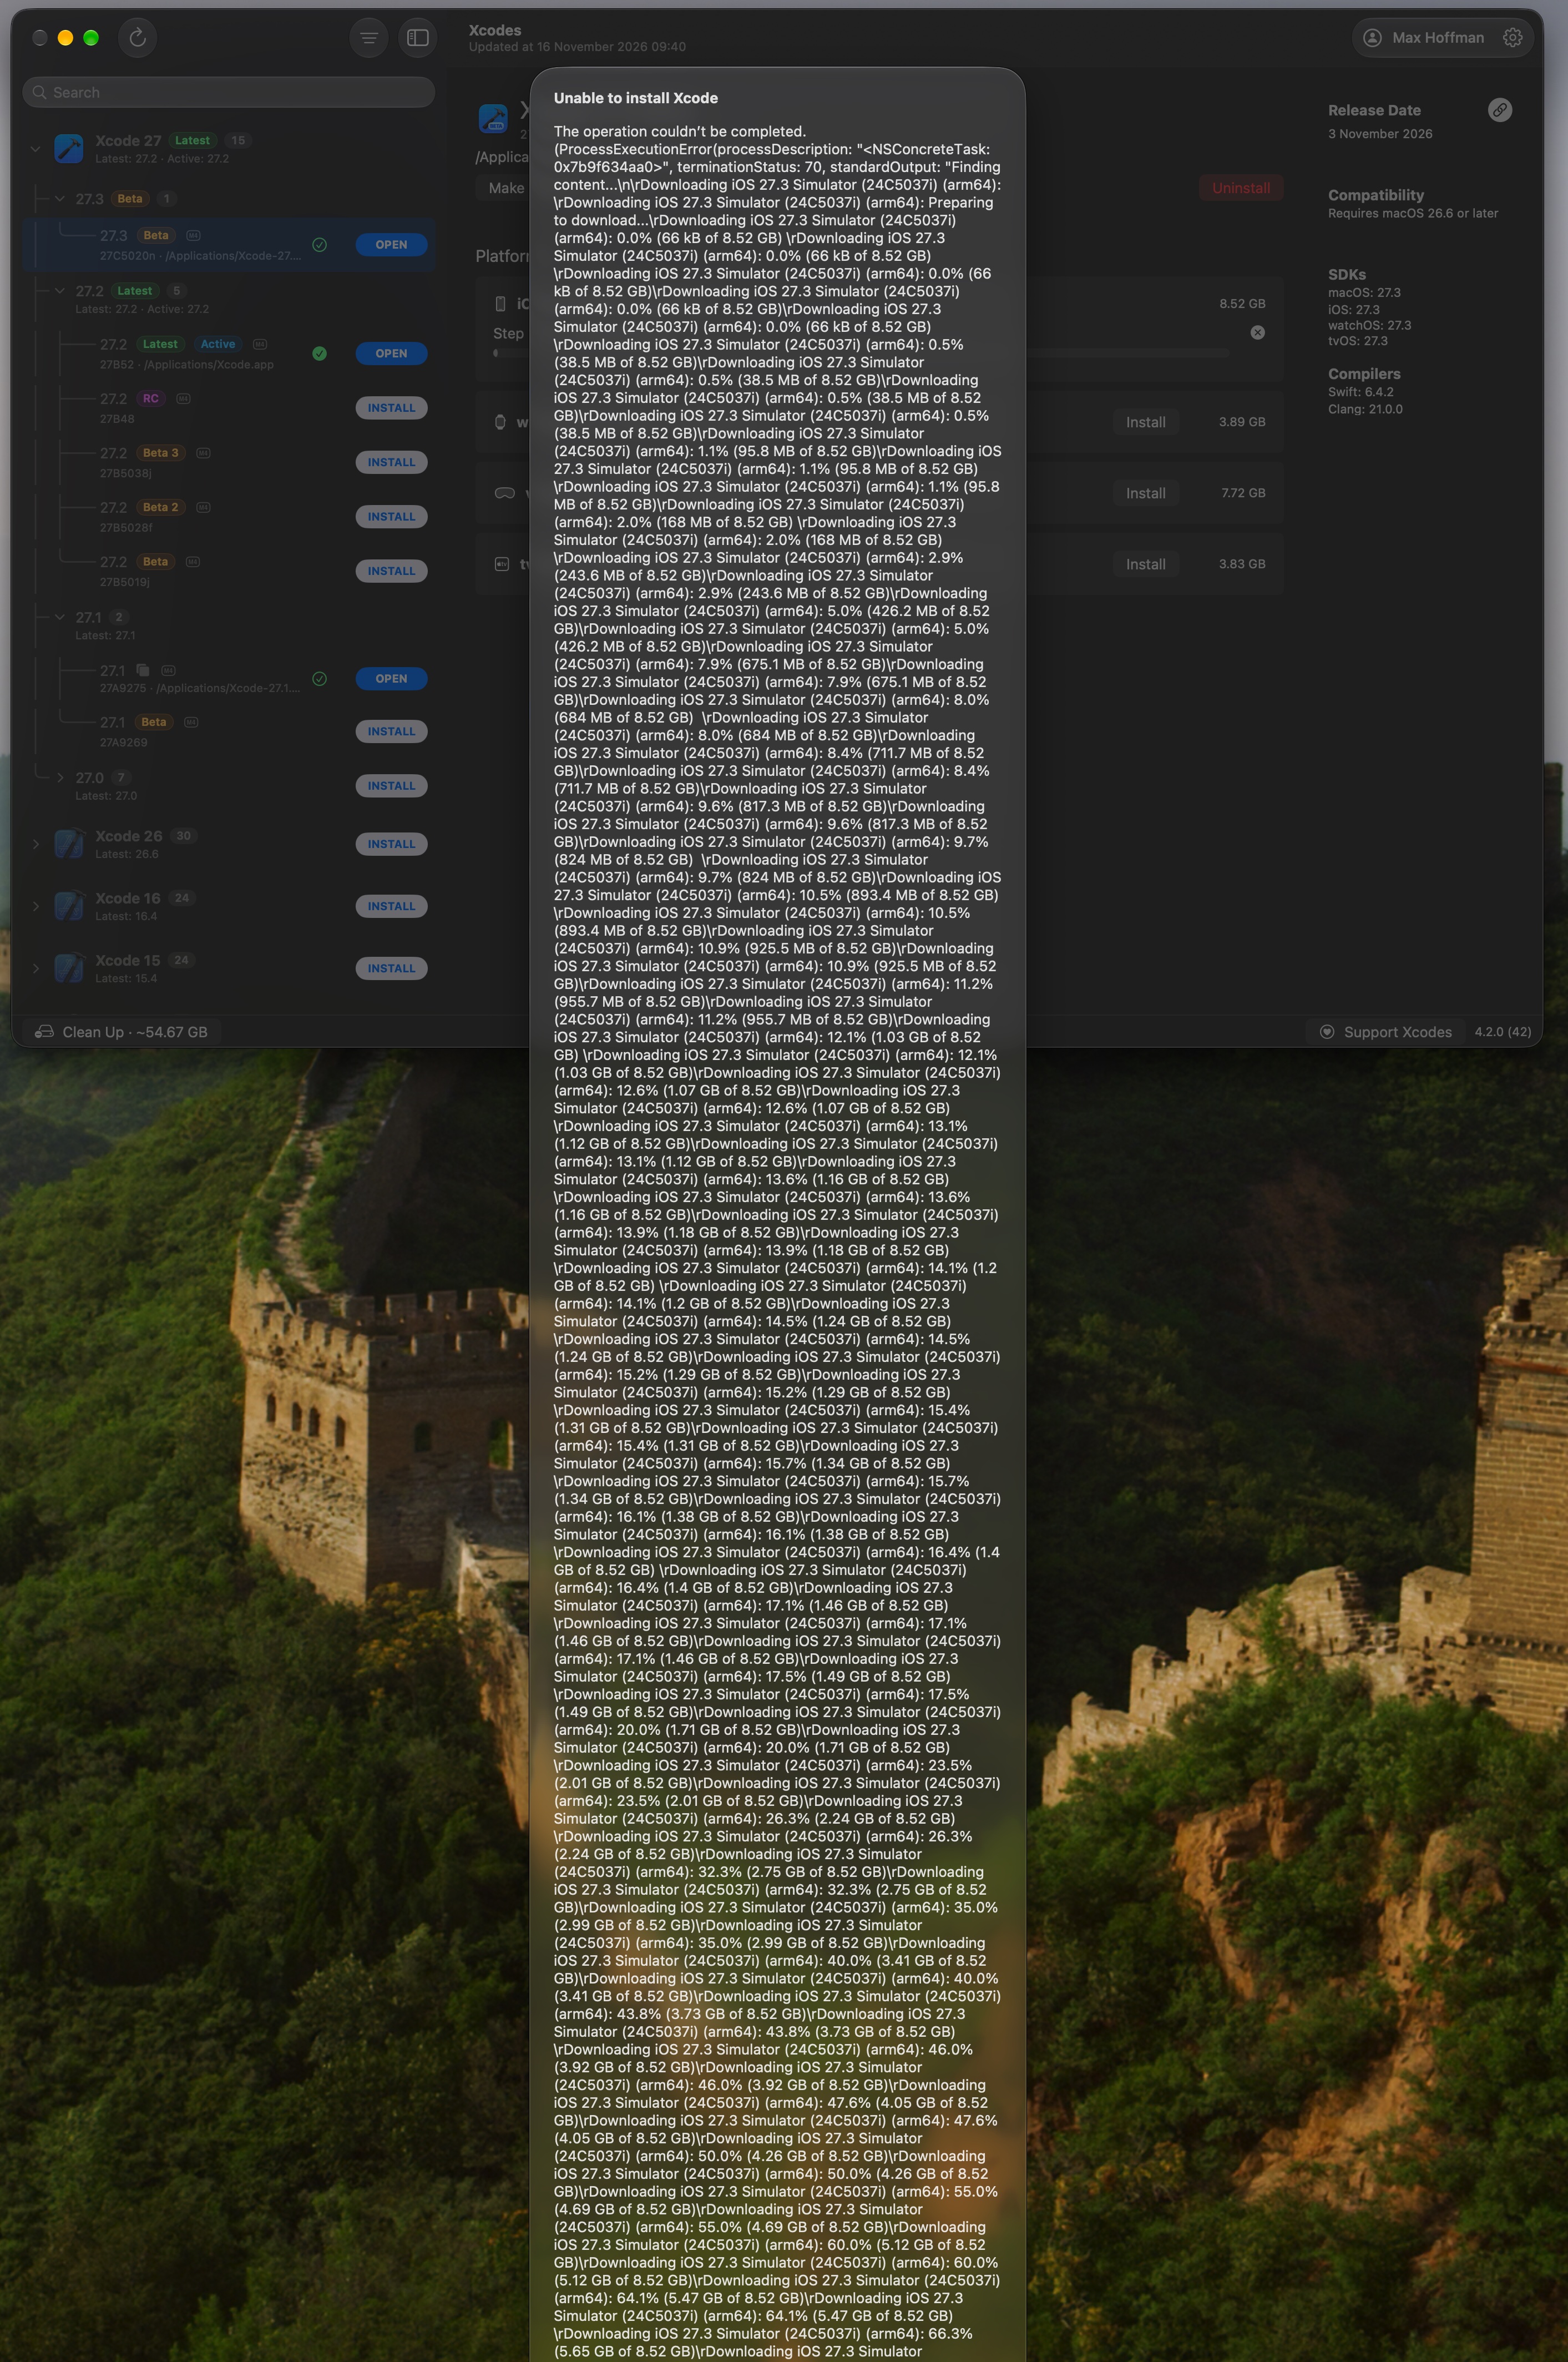 Xcodes
Updated at 16 November 2026 09:40
Max Hoffman
Search
Xcode 27 Latest 15
Latest: 27.2 · Active: 27.2
27.3 Beta 1
27.3 Beta M4
27C5020n · /Applications/Xcode-27.... OPEN
27.2 Latest 5
Latest: 27.2 · Active: 27.2
27.2 Latest Active M4
27B52 · /Applications/Xcode.app OPEN
27.2 RC M4
27B48 INSTALL
27.2 Beta 3 M4
27B5038j INSTALL
27.2 Beta 2 M4
27B5028f INSTALL
27.2 Beta M4
27B5019j INSTALL
27.1 2
Latest: 27.1
27.1 M4
27A9275 · /Applications/Xcode-27.1.... OPEN
27.1 Beta M4
27A9269 INSTALL
27.0 7
Latest: 27.0 INSTALL
Xcode 26 30
Latest: 26.6 INSTALL
Xcode 16 24
Latest: 16.4 INSTALL
Xcode 15 24
Latest: 15.4 INSTALL
Clean Up · ~54.67 GB
/Applica
Make
Uninstall
Platfor
8.52 GB
Step
Install 3.89 GB
Install 7.72 GB
Install 3.83 GB
Release Date
3 November 2026
Compatibility
Requires macOS 26.6 or later
SDKs
macOS: 27.3
iOS: 27.3
watchOS: 27.3
tvOS: 27.3
Compilers
Swift: 6.4.2
Clang: 21.0.0
Support Xcodes 4.2.0 (42)
Unable to install Xcode
The operation couldn’t be completed.
(ProcessExecutionError(processDescription: "<NSConcreteTask:
0x7b9f634aa0>", terminationStatus: 70, standardOutput: "Finding
content...\n\rDownloading iOS 27.3 Simulator (24C5037i) (arm64):
\rDownloading iOS 27.3 Simulator (24C5037i) (arm64): Preparing
to download...\rDownloading iOS 27.3 Simulator (24C5037i)
(arm64): 0.0% (66 kB of 8.52 GB) \rDownloading iOS 27.3
Simulator (24C5037i) (arm64): 0.0% (66 kB of 8.52 GB)
\rDownloading iOS 27.3 Simulator (24C5037i) (arm64): 0.0% (66
kB of 8.52 GB)\rDownloading iOS 27.3 Simulator (24C5037i)
(arm64): 0.0% (66 kB of 8.52 GB)\rDownloading iOS 27.3
Simulator (24C5037i) (arm64): 0.0% (66 kB of 8.52 GB)
\rDownloading iOS 27.3 Simulator (24C5037i) (arm64): 0.5%
(38.5 MB of 8.52 GB)\rDownloading iOS 27.3 Simulator
(24C5037i) (arm64): 0.5% (38.5 MB of 8.52 GB)\rDownloading
iOS 27.3 Simulator (24C5037i) (arm64): 0.5% (38.5 MB of 8.52
GB)\rDownloading iOS 27.3 Simulator (24C5037i) (arm64): 0.5%
(38.5 MB of 8.52 GB)\rDownloading iOS 27.3 Simulator
(24C5037i) (arm64): 1.1% (95.8 MB of 8.52 GB)\rDownloading iOS
27.3 Simulator (24C5037i) (arm64): 1.1% (95.8 MB of 8.52 GB)
\rDownloading iOS 27.3 Simulator (24C5037i) (arm64): 1.1% (95.8
MB of 8.52 GB)\rDownloading iOS 27.3 Simulator (24C5037i)
(arm64): 2.0% (168 MB of 8.52 GB) \rDownloading iOS 27.3
Simulator (24C5037i) (arm64): 2.0% (168 MB of 8.52 GB)
\rDownloading iOS 27.3 Simulator (24C5037i) (arm64): 2.9%
(243.6 MB of 8.52 GB)\rDownloading iOS 27.3 Simulator
(24C5037i) (arm64): 2.9% (243.6 MB of 8.52 GB)\rDownloading
iOS 27.3 Simulator (24C5037i) (arm64): 5.0% (426.2 MB of 8.52
GB)\rDownloading iOS 27.3 Simulator (24C5037i) (arm64): 5.0%
(426.2 MB of 8.52 GB)\rDownloading iOS 27.3 Simulator
(24C5037i) (arm64): 7.9% (675.1 MB of 8.52 GB)\rDownloading
iOS 27.3 Simulator (24C5037i) (arm64): 7.9% (675.1 MB of 8.52
GB)\rDownloading iOS 27.3 Simulator (24C5037i) (arm64): 8.0%
(684 MB of 8.52 GB)  \rDownloading iOS 27.3 Simulator
(24C5037i) (arm64): 8.0% (684 MB of 8.52 GB)\rDownloading
iOS 27.3 Simulator (24C5037i) (arm64): 8.4% (711.7 MB of 8.52
GB)\rDownloading iOS 27.3 Simulator (24C5037i) (arm64): 8.4%
(711.7 MB of 8.52 GB)\rDownloading iOS 27.3 Simulator
(24C5037i) (arm64): 9.6% (817.3 MB of 8.52 GB)\rDownloading
iOS 27.3 Simulator (24C5037i) (arm64): 9.6% (817.3 MB of 8.52
GB)\rDownloading iOS 27.3 Simulator (24C5037i) (arm64): 9.7%
(824 MB of 8.52 GB)  \rDownloading iOS 27.3 Simulator
(24C5037i) (arm64): 9.7% (824 MB of 8.52 GB)\rDownloading iOS
27.3 Simulator (24C5037i) (arm64): 10.5% (893.4 MB of 8.52 GB)
\rDownloading iOS 27.3 Simulator (24C5037i) (arm64): 10.5%
(893.4 MB of 8.52 GB)\rDownloading iOS 27.3 Simulator
(24C5037i) (arm64): 10.9% (925.5 MB of 8.52 GB)\rDownloading
iOS 27.3 Simulator (24C5037i) (arm64): 10.9% (925.5 MB of 8.52
GB)\rDownloading iOS 27.3 Simulator (24C5037i) (arm64): 11.2%
(955.7 MB of 8.52 GB)\rDownloading iOS 27.3 Simulator
(24C5037i) (arm64): 11.2% (955.7 MB of 8.52 GB)\rDownloading
iOS 27.3 Simulator (24C5037i) (arm64): 12.1% (1.03 GB of 8.52
GB) \rDownloading iOS 27.3 Simulator (24C5037i) (arm64): 12.1%
(1.03 GB of 8.52 GB)\rDownloading iOS 27.3 Simulator (24C5037i)
(arm64): 12.6% (1.07 GB of 8.52 GB)\rDownloading iOS 27.3
Simulator (24C5037i) (arm64): 12.6% (1.07 GB of 8.52 GB)
\rDownloading iOS 27.3 Simulator (24C5037i) (arm64): 13.1%
(1.12 GB of 8.52 GB)\rDownloading iOS 27.3 Simulator (24C5037i)
(arm64): 13.1% (1.12 GB of 8.52 GB)\rDownloading iOS 27.3
Simulator (24C5037i) (arm64): 13.6% (1.16 GB of 8.52 GB)
\rDownloading iOS 27.3 Simulator (24C5037i) (arm64): 13.6%
(1.16 GB of 8.52 GB)\rDownloading iOS 27.3 Simulator (24C5037i)
(arm64): 13.9% (1.18 GB of 8.52 GB)\rDownloading iOS 27.3
Simulator (24C5037i) (arm64): 13.9% (1.18 GB of 8.52 GB)
\rDownloading iOS 27.3 Simulator (24C5037i) (arm64): 14.1% (1.2
GB of 8.52 GB) \rDownloading iOS 27.3 Simulator (24C5037i)
(arm64): 14.1% (1.2 GB of 8.52 GB)\rDownloading iOS 27.3
Simulator (24C5037i) (arm64): 14.5% (1.24 GB of 8.52 GB)
\rDownloading iOS 27.3 Simulator (24C5037i) (arm64): 14.5%
(1.24 GB of 8.52 GB)\rDownloading iOS 27.3 Simulator (24C5037i)
(arm64): 15.2% (1.29 GB of 8.52 GB)\rDownloading iOS 27.3
Simulator (24C5037i) (arm64): 15.2% (1.29 GB of 8.52 GB)
\rDownloading iOS 27.3 Simulator (24C5037i) (arm64): 15.4%
(1.31 GB of 8.52 GB)\rDownloading iOS 27.3 Simulator (24C5037i)
(arm64): 15.4% (1.31 GB of 8.52 GB)\rDownloading iOS 27.3
Simulator (24C5037i) (arm64): 15.7% (1.34 GB of 8.52 GB)
\rDownloading iOS 27.3 Simulator (24C5037i) (arm64): 15.7%
(1.34 GB of 8.52 GB)\rDownloading iOS 27.3 Simulator (24C5037i)
(arm64): 16.1% (1.38 GB of 8.52 GB)\rDownloading iOS 27.3
Simulator (24C5037i) (arm64): 16.1% (1.38 GB of 8.52 GB)
\rDownloading iOS 27.3 Simulator (24C5037i) (arm64): 16.4% (1.4
GB of 8.52 GB) \rDownloading iOS 27.3 Simulator (24C5037i)
(arm64): 16.4% (1.4 GB of 8.52 GB)\rDownloading iOS 27.3
Simulator (24C5037i) (arm64): 17.1% (1.46 GB of 8.52 GB)
\rDownloading iOS 27.3 Simulator (24C5037i) (arm64): 17.1%
(1.46 GB of 8.52 GB)\rDownloading iOS 27.3 Simulator (24C5037i)
(arm64): 17.1% (1.46 GB of 8.52 GB)\rDownloading iOS 27.3
Simulator (24C5037i) (arm64): 17.5% (1.49 GB of 8.52 GB)
\rDownloading iOS 27.3 Simulator (24C5037i) (arm64): 17.5%
(1.49 GB of 8.52 GB)\rDownloading iOS 27.3 Simulator (24C5037i)
(arm64): 20.0% (1.71 GB of 8.52 GB)\rDownloading iOS 27.3
Simulator (24C5037i) (arm64): 20.0% (1.71 GB of 8.52 GB)
\rDownloading iOS 27.3 Simulator (24C5037i) (arm64): 23.5%
(2.01 GB of 8.52 GB)\rDownloading iOS 27.3 Simulator (24C5037i)
(arm64): 23.5% (2.01 GB of 8.52 GB)\rDownloading iOS 27.3
Simulator (24C5037i) (arm64): 26.3% (2.24 GB of 8.52 GB)
\rDownloading iOS 27.3 Simulator (24C5037i) (arm64): 26.3%
(2.24 GB of 8.52 GB)\rDownloading iOS 27.3 Simulator
(24C5037i) (arm64): 32.3% (2.75 GB of 8.52 GB)\rDownloading
iOS 27.3 Simulator (24C5037i) (arm64): 32.3% (2.75 GB of 8.52
GB)\rDownloading iOS 27.3 Simulator (24C5037i) (arm64): 35.0%
(2.99 GB of 8.52 GB)\rDownloading iOS 27.3 Simulator
(24C5037i) (arm64): 35.0% (2.99 GB of 8.52 GB)\rDownloading
iOS 27.3 Simulator (24C5037i) (arm64): 40.0% (3.41 GB of 8.52
GB)\rDownloading iOS 27.3 Simulator (24C5037i) (arm64): 40.0%
(3.41 GB of 8.52 GB)\rDownloading iOS 27.3 Simulator (24C5037i)
(arm64): 43.8% (3.73 GB of 8.52 GB)\rDownloading iOS 27.3
Simulator (24C5037i) (arm64): 43.8% (3.73 GB of 8.52 GB)
\rDownloading iOS 27.3 Simulator (24C5037i) (arm64): 46.0%
(3.92 GB of 8.52 GB)\rDownloading iOS 27.3 Simulator
(24C5037i) (arm64): 46.0% (3.92 GB of 8.52 GB)\rDownloading
iOS 27.3 Simulator (24C5037i) (arm64): 47.6% (4.05 GB of 8.52
GB)\rDownloading iOS 27.3 Simulator (24C5037i) (arm64): 47.6%
(4.05 GB of 8.52 GB)\rDownloading iOS 27.3 Simulator
(24C5037i) (arm64): 50.0% (4.26 GB of 8.52 GB)\rDownloading
iOS 27.3 Simulator (24C5037i) (arm64): 50.0% (4.26 GB of 8.52
GB)\rDownloading iOS 27.3 Simulator (24C5037i) (arm64): 55.0%
(4.69 GB of 8.52 GB)\rDownloading iOS 27.3 Simulator
(24C5037i) (arm64): 55.0% (4.69 GB of 8.52 GB)\rDownloading
iOS 27.3 Simulator (24C5037i) (arm64): 60.0% (5.12 GB of 8.52
GB)\rDownloading iOS 27.3 Simulator (24C5037i) (arm64): 60.0%
(5.12 GB of 8.52 GB)\rDownloading iOS 27.3 Simulator (24C5037i)
(arm64): 64.1% (5.47 GB of 8.52 GB)\rDownloading iOS 27.3
Simulator (24C5037i) (arm64): 64.1% (5.47 GB of 8.52 GB)
\rDownloading iOS 27.3 Simulator (24C5037i) (arm64): 66.3%
(5.65 GB of 8.52 GB)\rDownloading iOS 27.3 Simulator